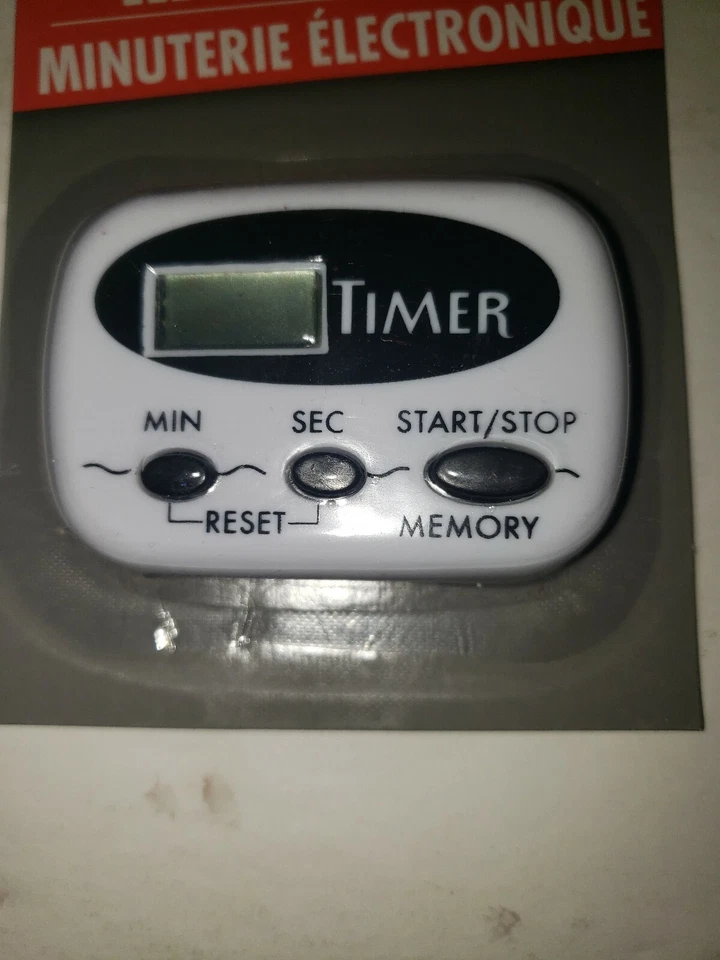 MINUTERIE ÉLECTRONIQUE
TIMER
MIN SEC START/STOP
RESET MEMORY